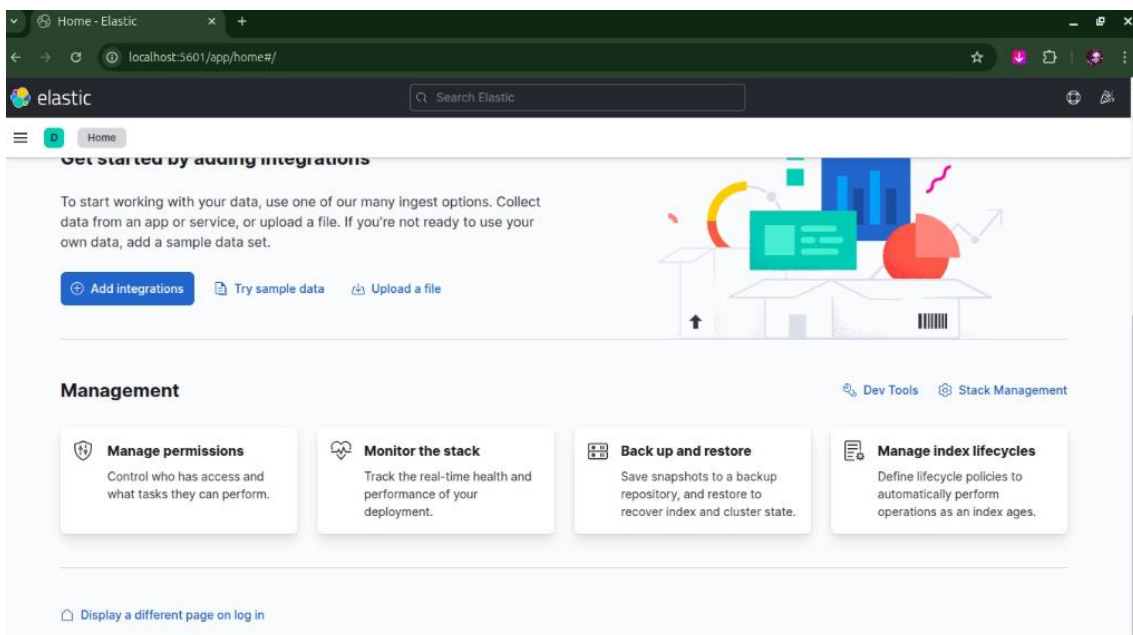 Home - Elastic
localhost:5601/app/home#/
elastic
Search Elastic
D
Home
Get started by adding integrations
To start working with your data, use one of our many ingest options. Collect
data from an app or service, or upload a file. If you're not ready to use your
own data, add a sample data set.
Add integrations
Try sample data
Upload a file
Management
Dev Tools
Stack Management
Manage permissions
Control who has access and
what tasks they can perform.
Monitor the stack
Track the real-time health and
performance of your
deployment.
Back up and restore
Save snapshots to a backup
repository, and restore to
recover index and cluster state.
Manage index lifecycles
Define lifecycle policies to
automatically perform
operations as an index ages.
Display a different page on log in